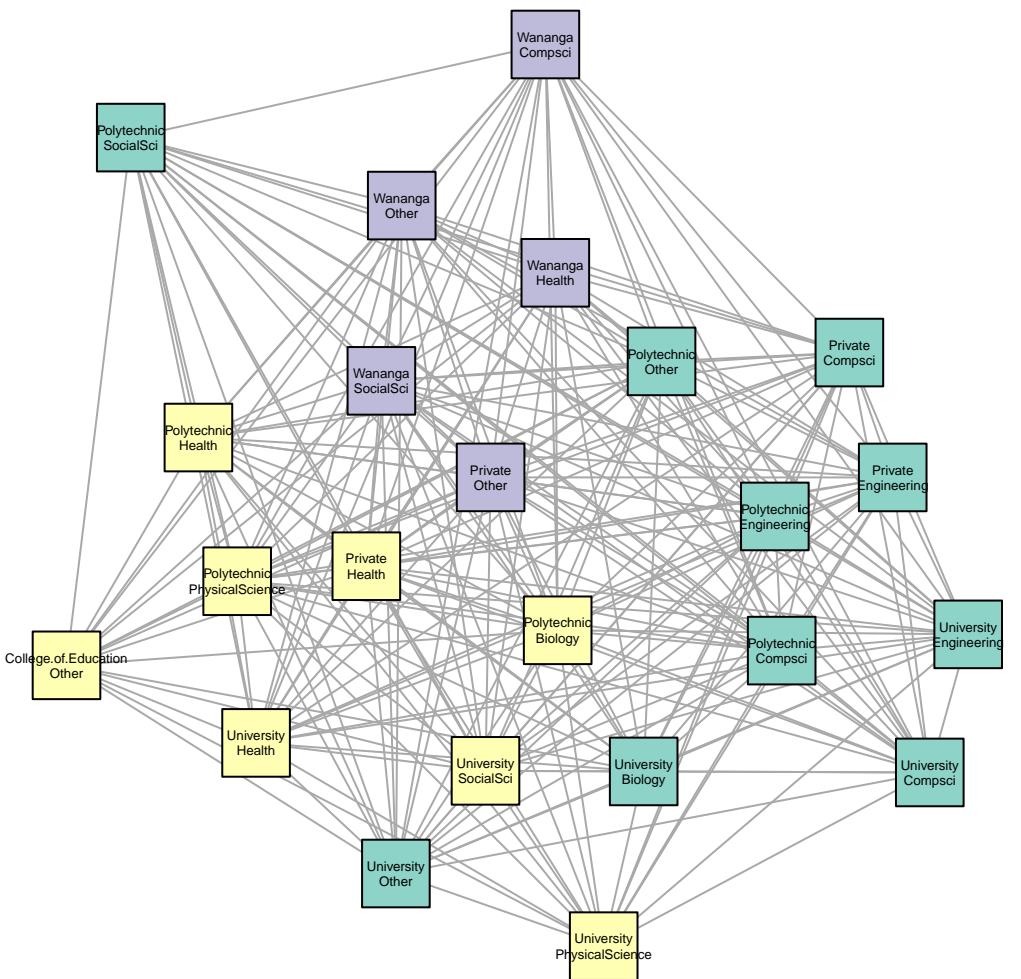 Wananga
Compsci
Polytechnic
SocialSci
Wananga
Other
Wananga
Health
Polytechnic
Other
Private
Compsci
Wananga
SocialSci
Polytechnic
Health
Private
Other
Private
Engineering
Polytechnic
Engineering
Polytechnic
PhysicalScience
Private
Health
Polytechnic
Biology
Polytechnic
Compsci
University
Engineering
College.of.Education
Other
University
Health
University
SocialSci
University
Biology
University
Compsci
University
Other
University
PhysicalScience